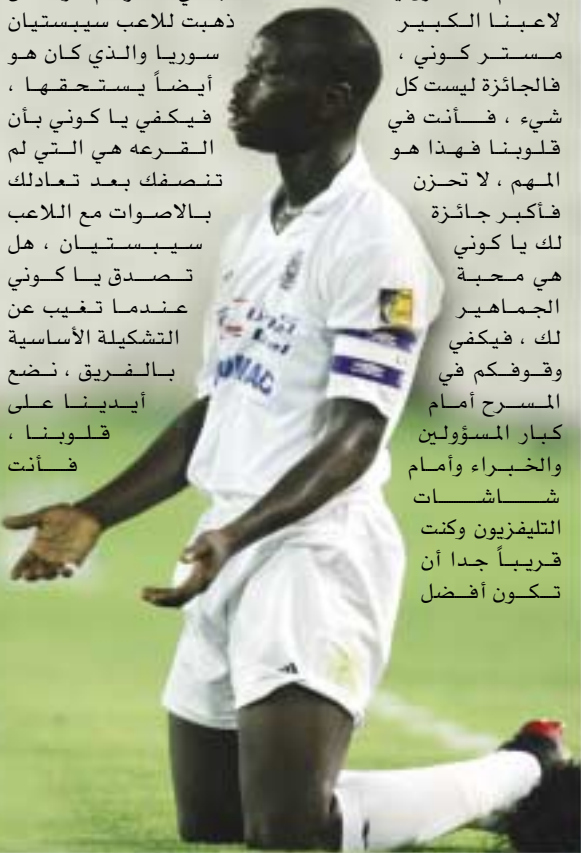 لاعبنا الكبير
مستر كوني ،
فالجائزة ليست كل
شيء ، فأنت في
قلوبنا فهذا هو
المهم ، لا تحزن
فأكبر جائزة
لك يا كوني
هي محبة
الجماهير
لك ، فيكفي
وقوفكم في
المسرح أمام
كبار المسؤولين
والخبراء وأمام
شاشات
التليفزيون وكنت
قريباً جدا أن
تكون أفضل
ذهبت للاعب سيبستيان
سوريا والذي كان هو
أيضاً يستحقها ،
فيكفي يا كوني بأن
القرعه هي التي لم
تنصفك بعد تعادلك
بالاصوات مع اللاعب
سيبستيان ، هل
تصدق يا كوني
عندما تغيب عن
التشكيلة الأساسية
بالفريق ، نضع
أيدينا على
قلوبنا ،
فأنت